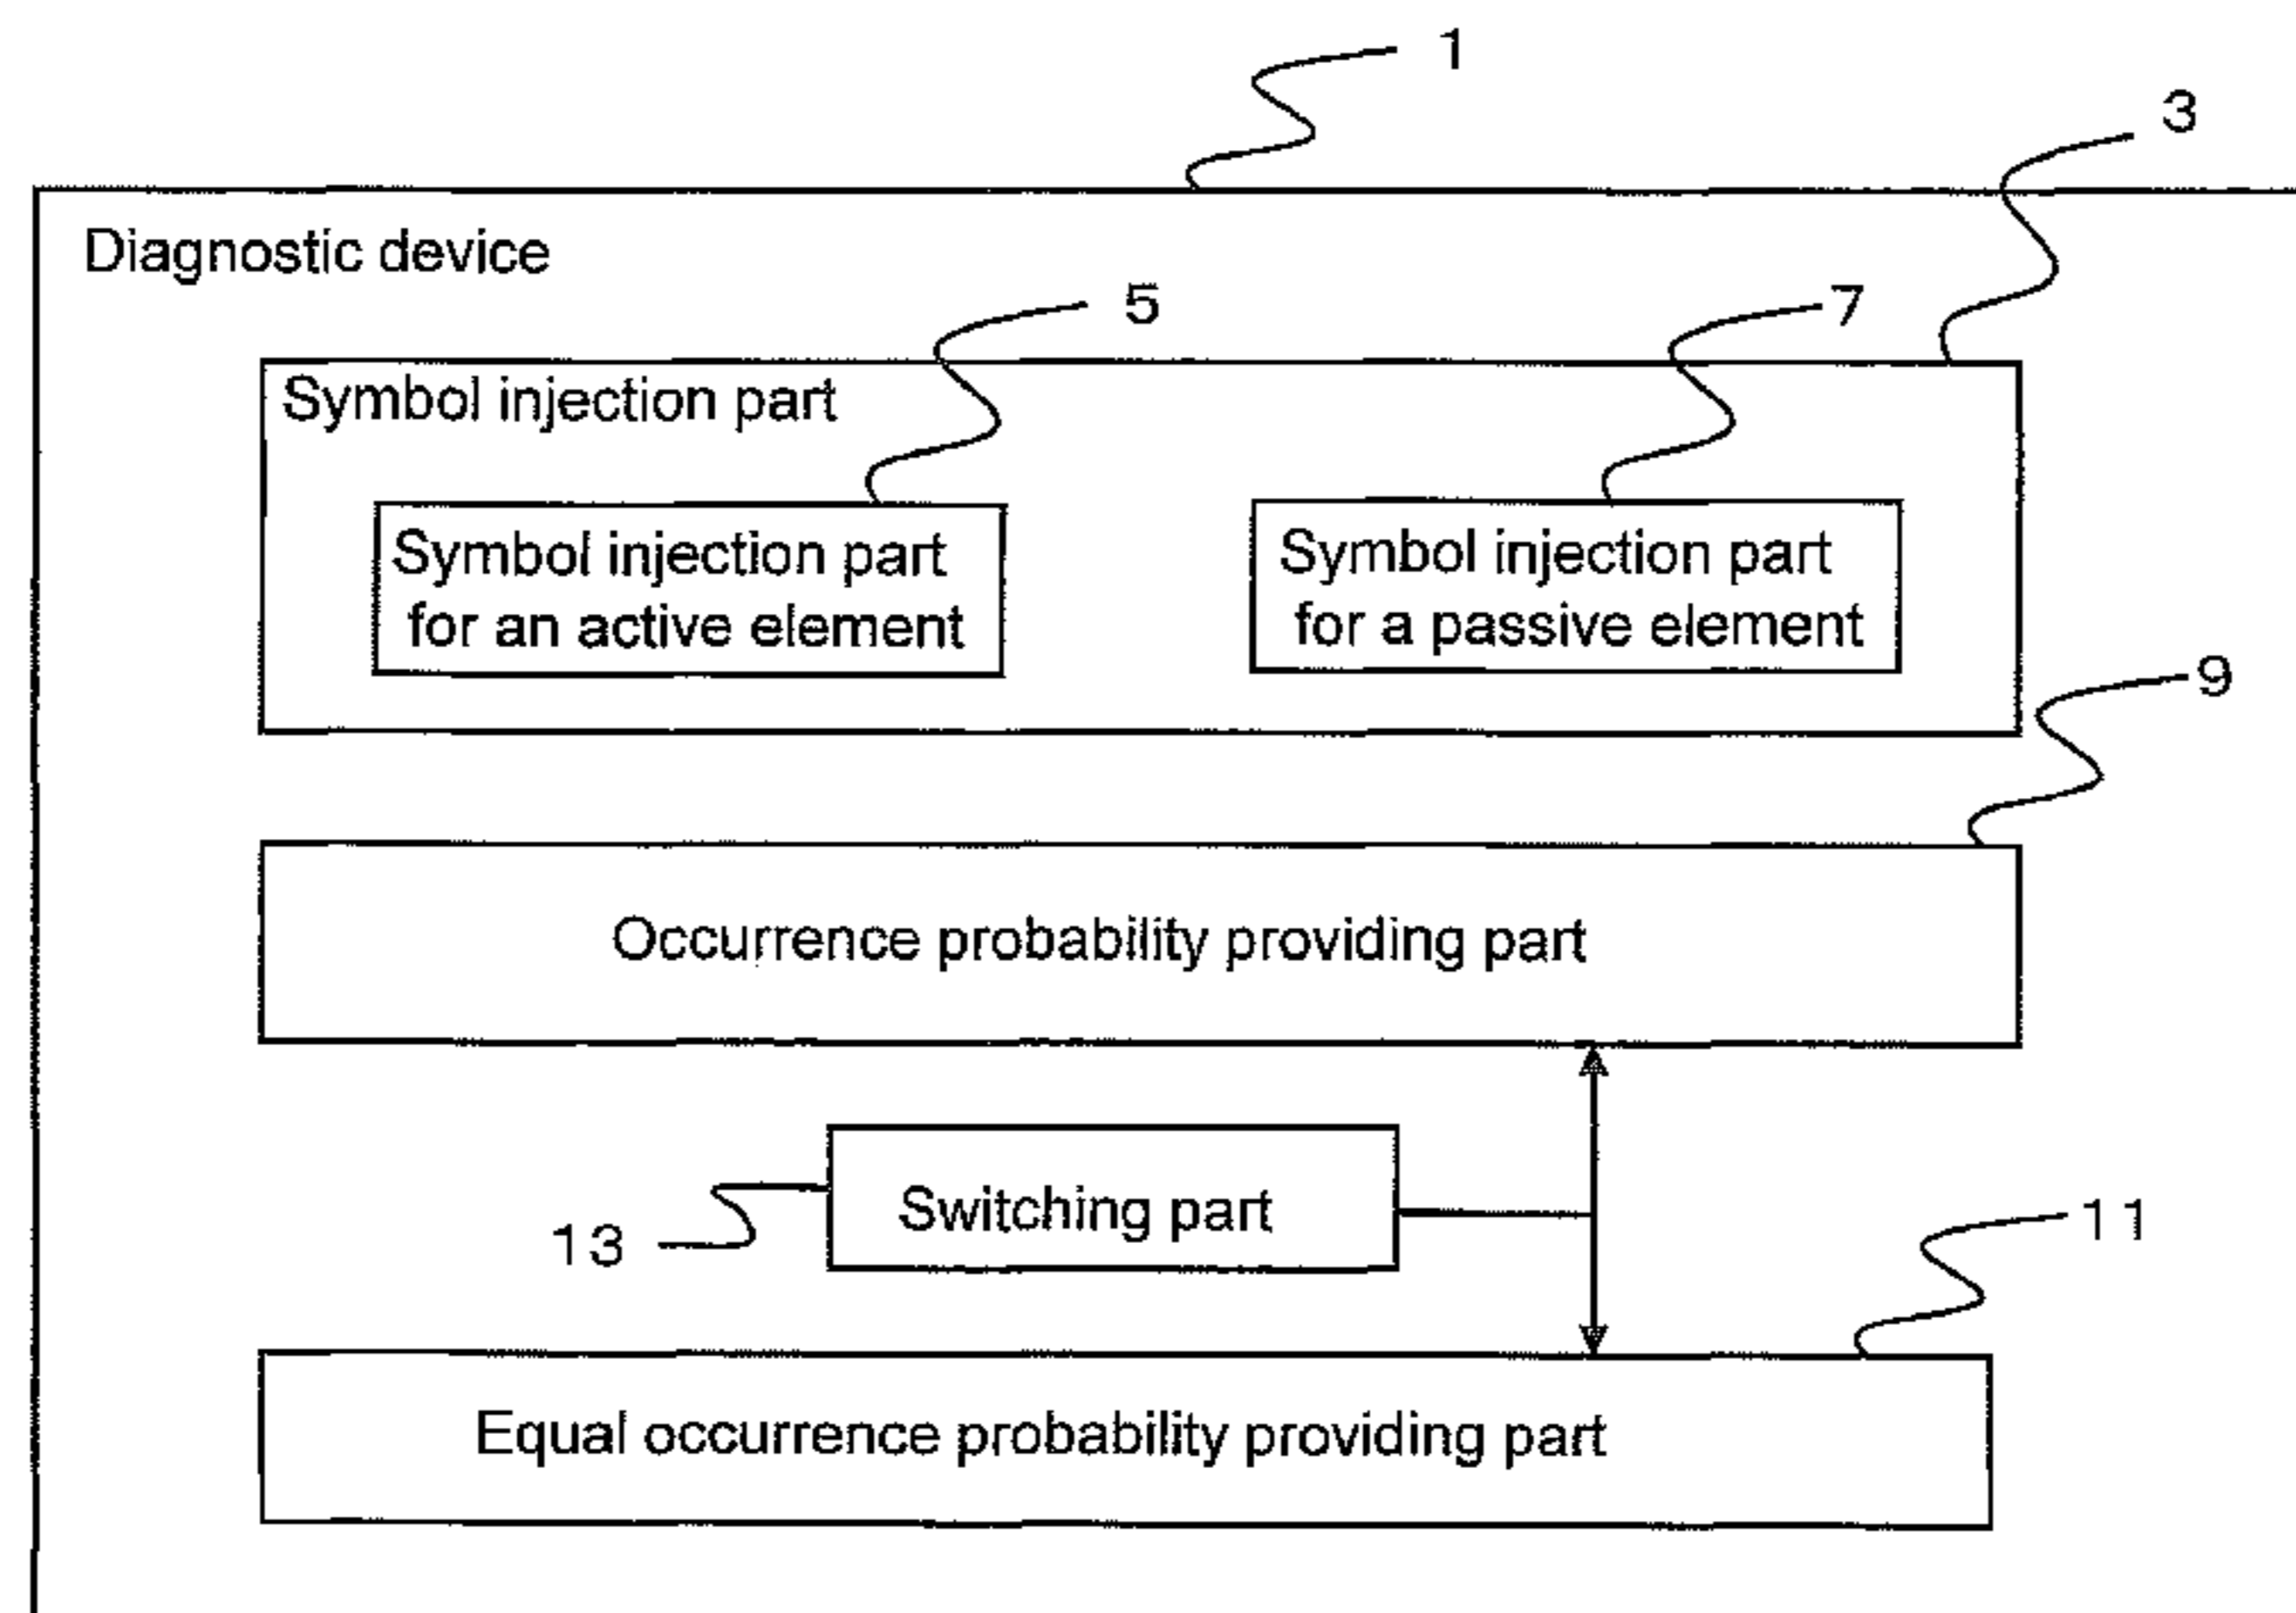 1
3
Diagnostic device
5
7
Symbol injection part
Symbol injection part
for an active element
Symbol injection part
for a passive element
9
Occurrence probability providing part
Switching part
13
11
Equal occurrence probability providing part